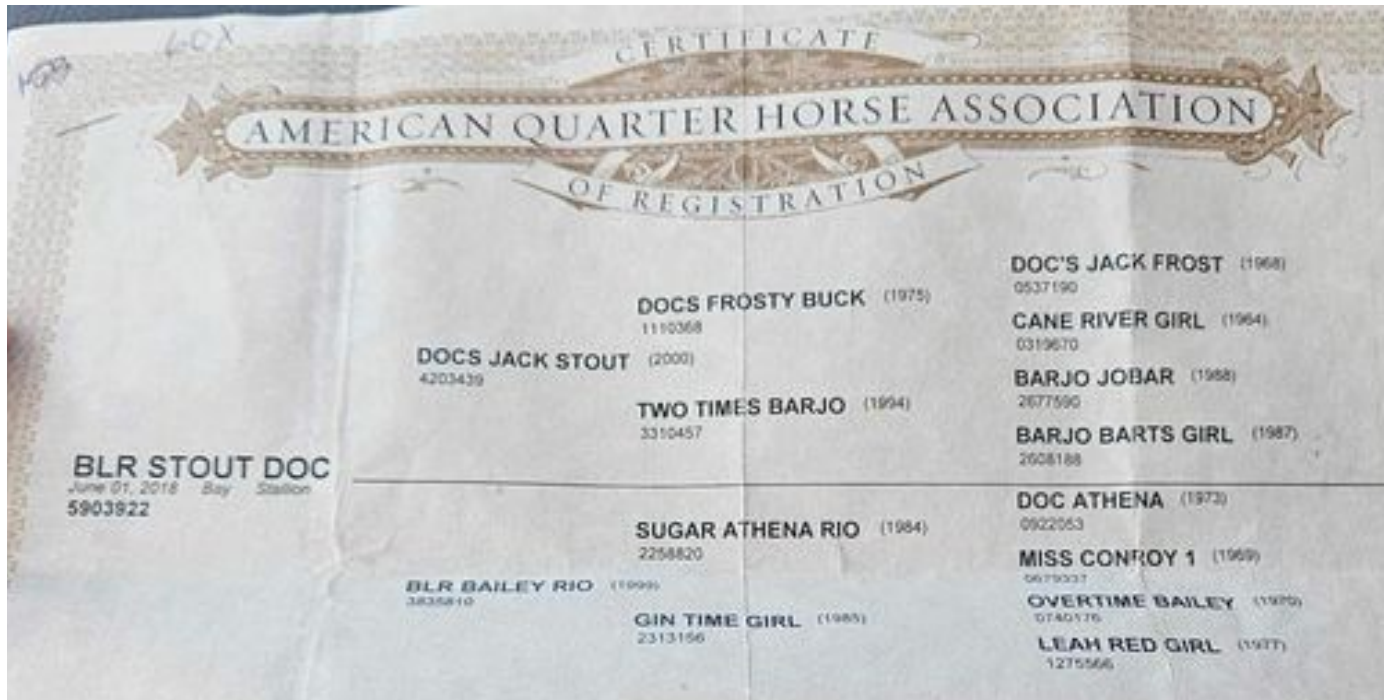 60X
CERTIFICATE
AMERICAN QUARTER HORSE ASSOCIATION
OF REGISTRATION
DOC'S JACK FROST (1968)
0537190
DOCS FROSTY BUCK (1975)
1110368
CANE RIVER GIRL (1964)
0319670
DOCS JACK STOUT (2000)
4203439
BARJO JOBAR (1988)
2677590
TWO TIMES BARJO (1994)
3310457
BARJO BARTS GIRL (1987)
2608188
BLR STOUT DOC
June 01, 2018 Bay Stallion
5903922
DOC ATHENA (1973)
0922053
SUGAR ATHENA RIO (1984)
2258820
MISS CONROY 1 (1969)
BLR BAILEY RIO (1999)
3835810
OVERTIME BAILEY (1970)
0740176
GIN TIME GIRL (1985)
2313156
LEAH RED GIRL (1977)
1275566